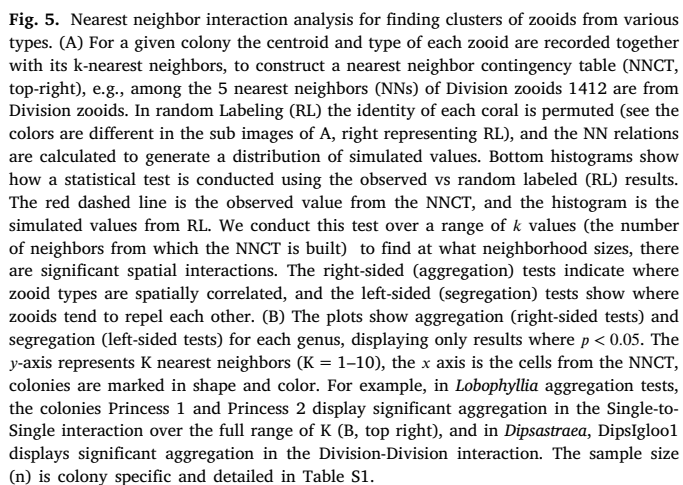 Fig. 5. Nearest neighbor interaction analysis for finding clusters of zooids from various
types. (A) For a given colony the centroid and type of each zooid are recorded together
with its k-nearest neighbors, to construct a nearest neighbor contingency table (NNCT,
top-right), e.g., among the 5 nearest neighbors (NNs) of Division zooids 1412 are from
Division zooids. In random Labeling (RL) the identity of each coral is permuted (see the
colors are different in the sub images of A, right representing RL), and the NN relations
are calculated to generate a distribution of simulated values. Bottom histograms show
how a statistical test is conducted using the observed vs random labeled (RL) results.
The red dashed line is the observed value from the NNCT, and the histogram is the
simulated values from RL. We conduct this test over a range of k values (the number
of neighbors from which the NNCT is built) to find at what neighborhood sizes, there
are significant spatial interactions. The right-sided (aggregation) tests indicate where
zooid types are spatially correlated, and the left-sided (segregation) tests show where
zooids tend to repel each other. (B) The plots show aggregation (right-sided tests) and
segregation (left-sided tests) for each genus, displaying only results where p < 0.05. The
y-axis represents K nearest neighbors (K = 1–10), the x axis is the cells from the NNCT,
colonies are marked in shape and color. For example, in Lobophyllia aggregation tests,
the colonies Princess 1 and Princess 2 display significant aggregation in the Single-to-
Single interaction over the full range of K (B, top right), and in Dipsastraea, DipsIgloo1
displays significant aggregation in the Division-Division interaction. The sample size
(n) is colony specific and detailed in Table S1.